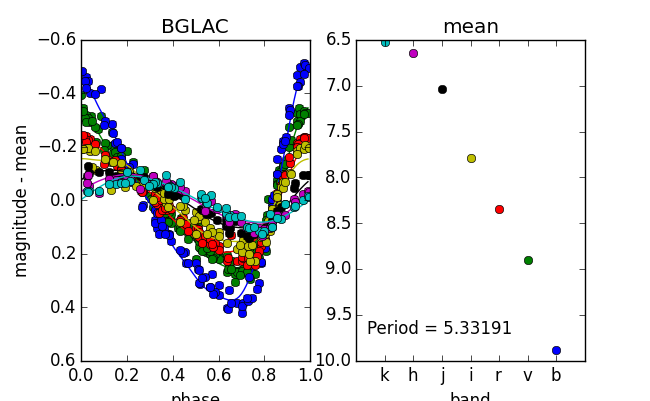 BGLAC
−0.6
−0.4
−0.2
0.0
0.2
0.4
0.6
magnitude - mean
0.0 0.2 0.4 0.6 0.8 1.0
phase
mean
6.5
7.0
7.5
8.0
8.5
9.0
9.5
10.0
Period = 5.33191
k h j i r v b
band